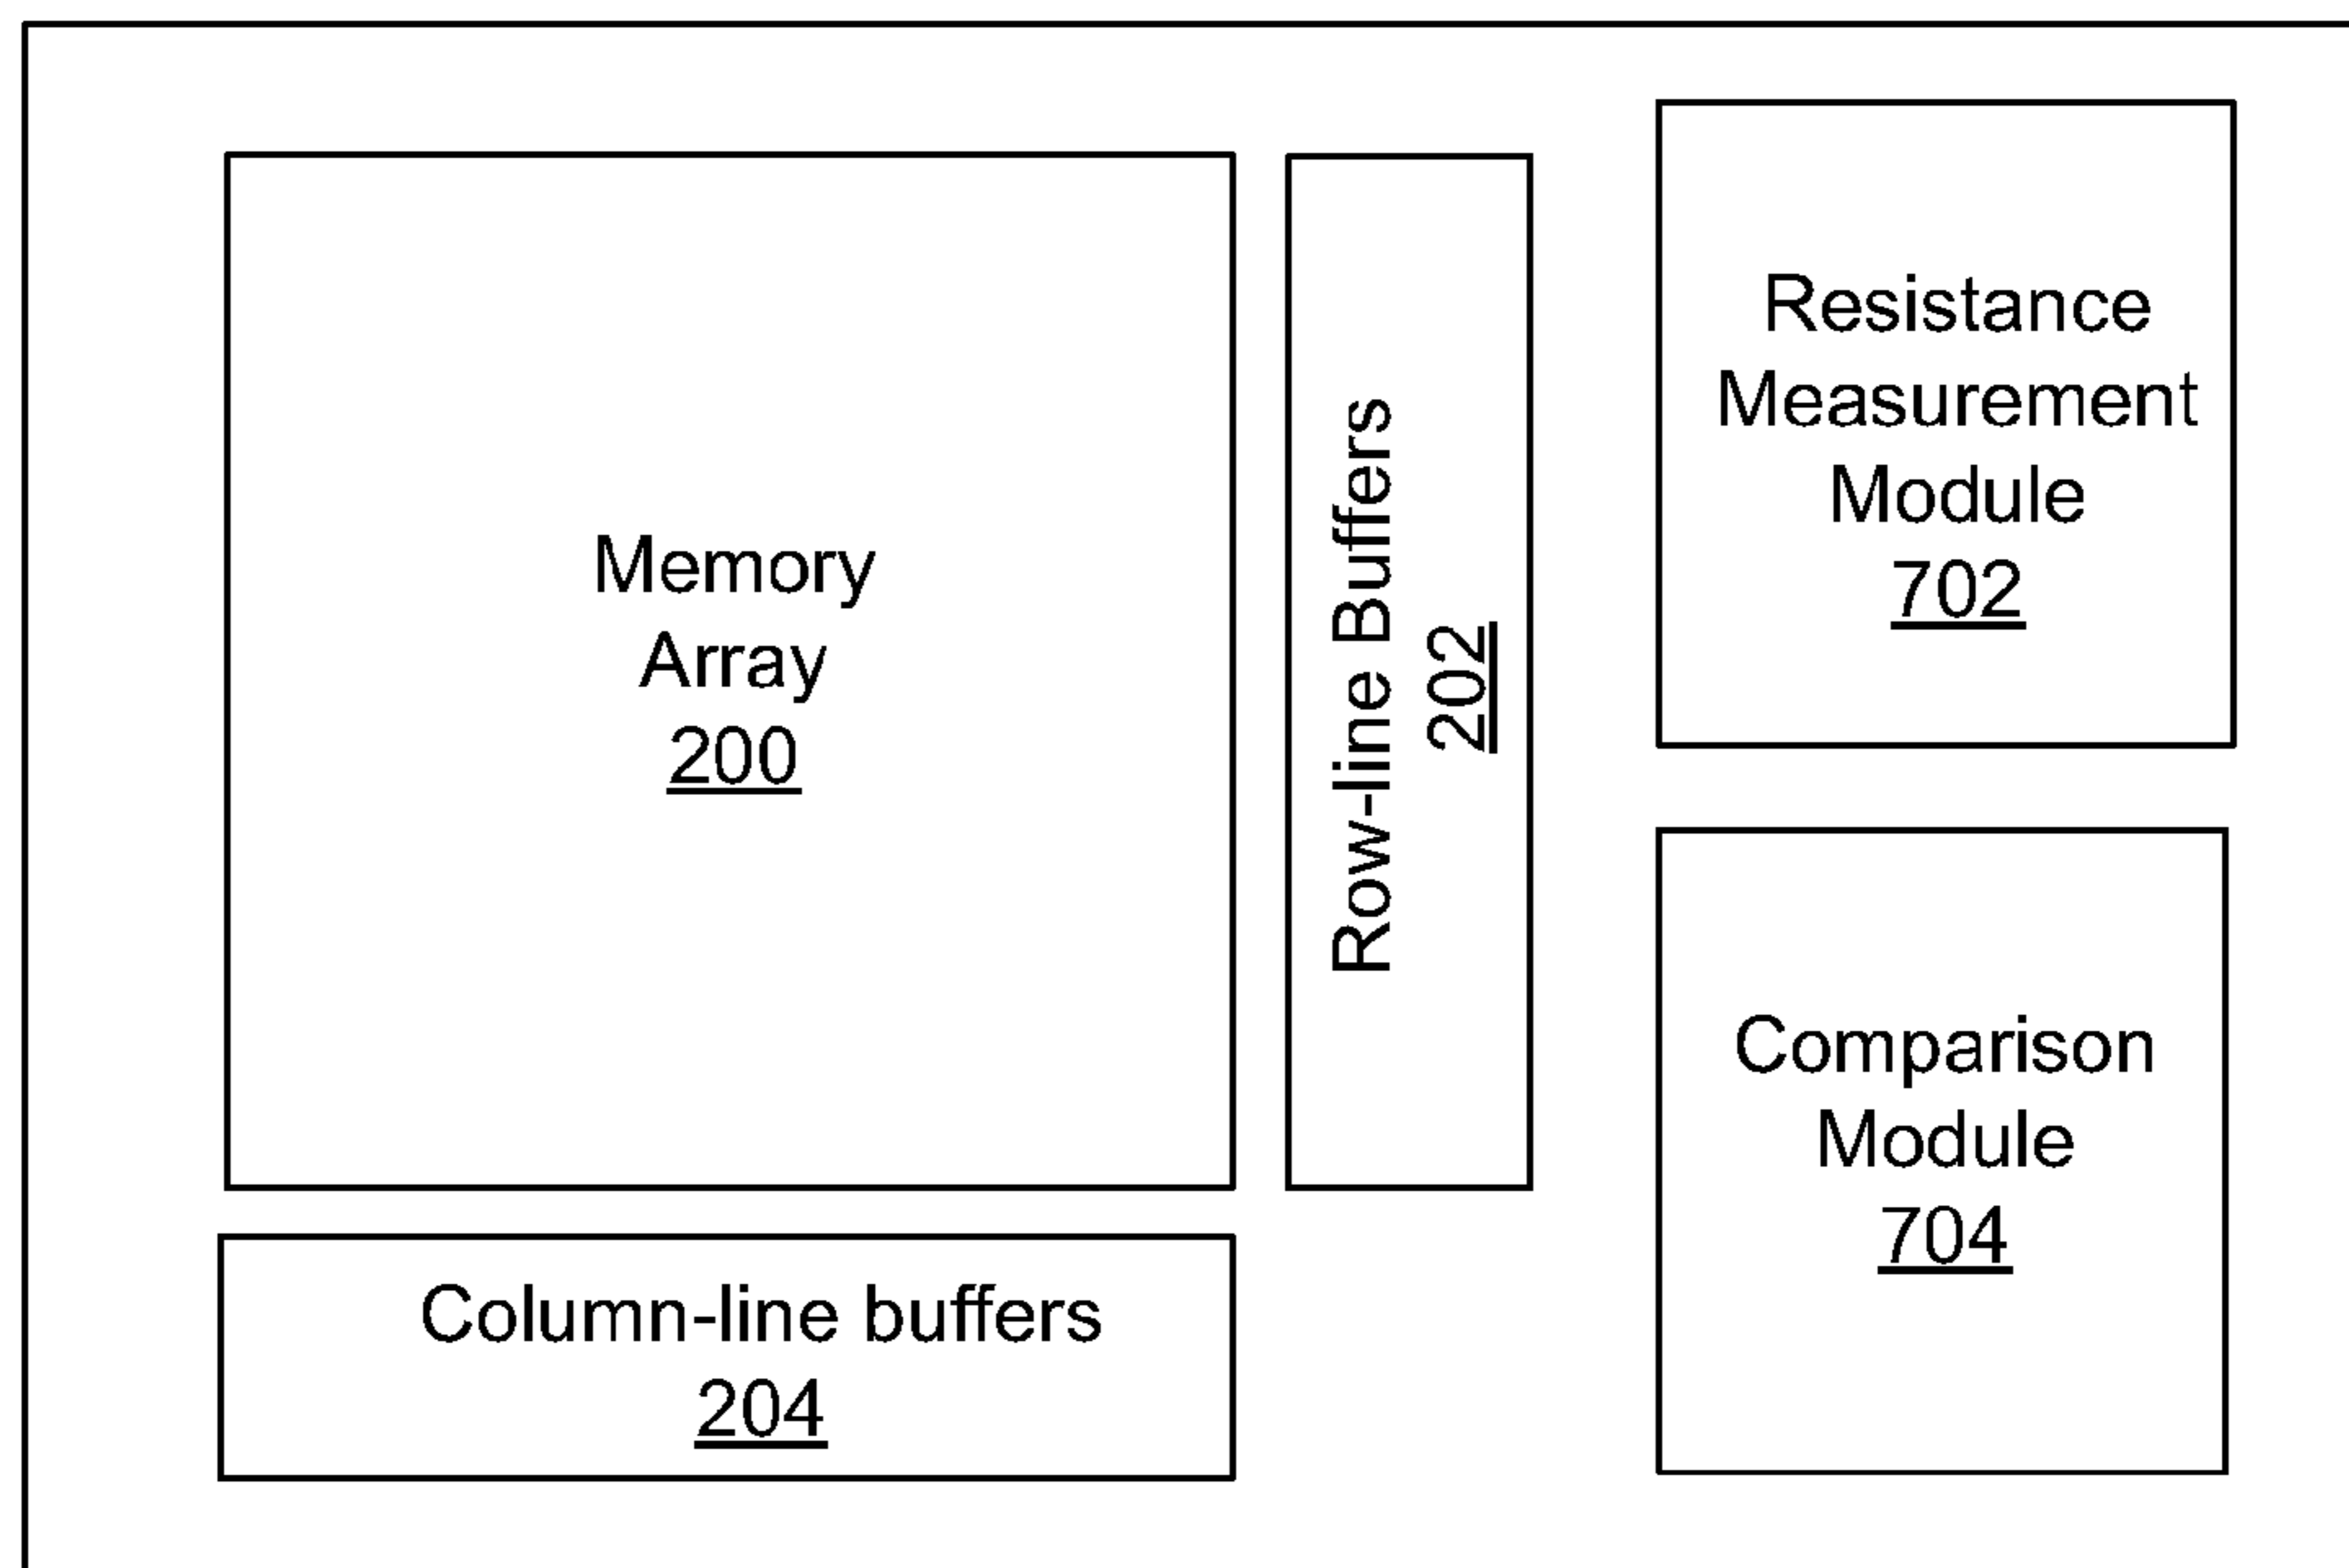 Memory
Array
200
Row-line Buffers
202
Resistance
Measurement
Module
702
Comparison
Module
704
Column-line buffers
204